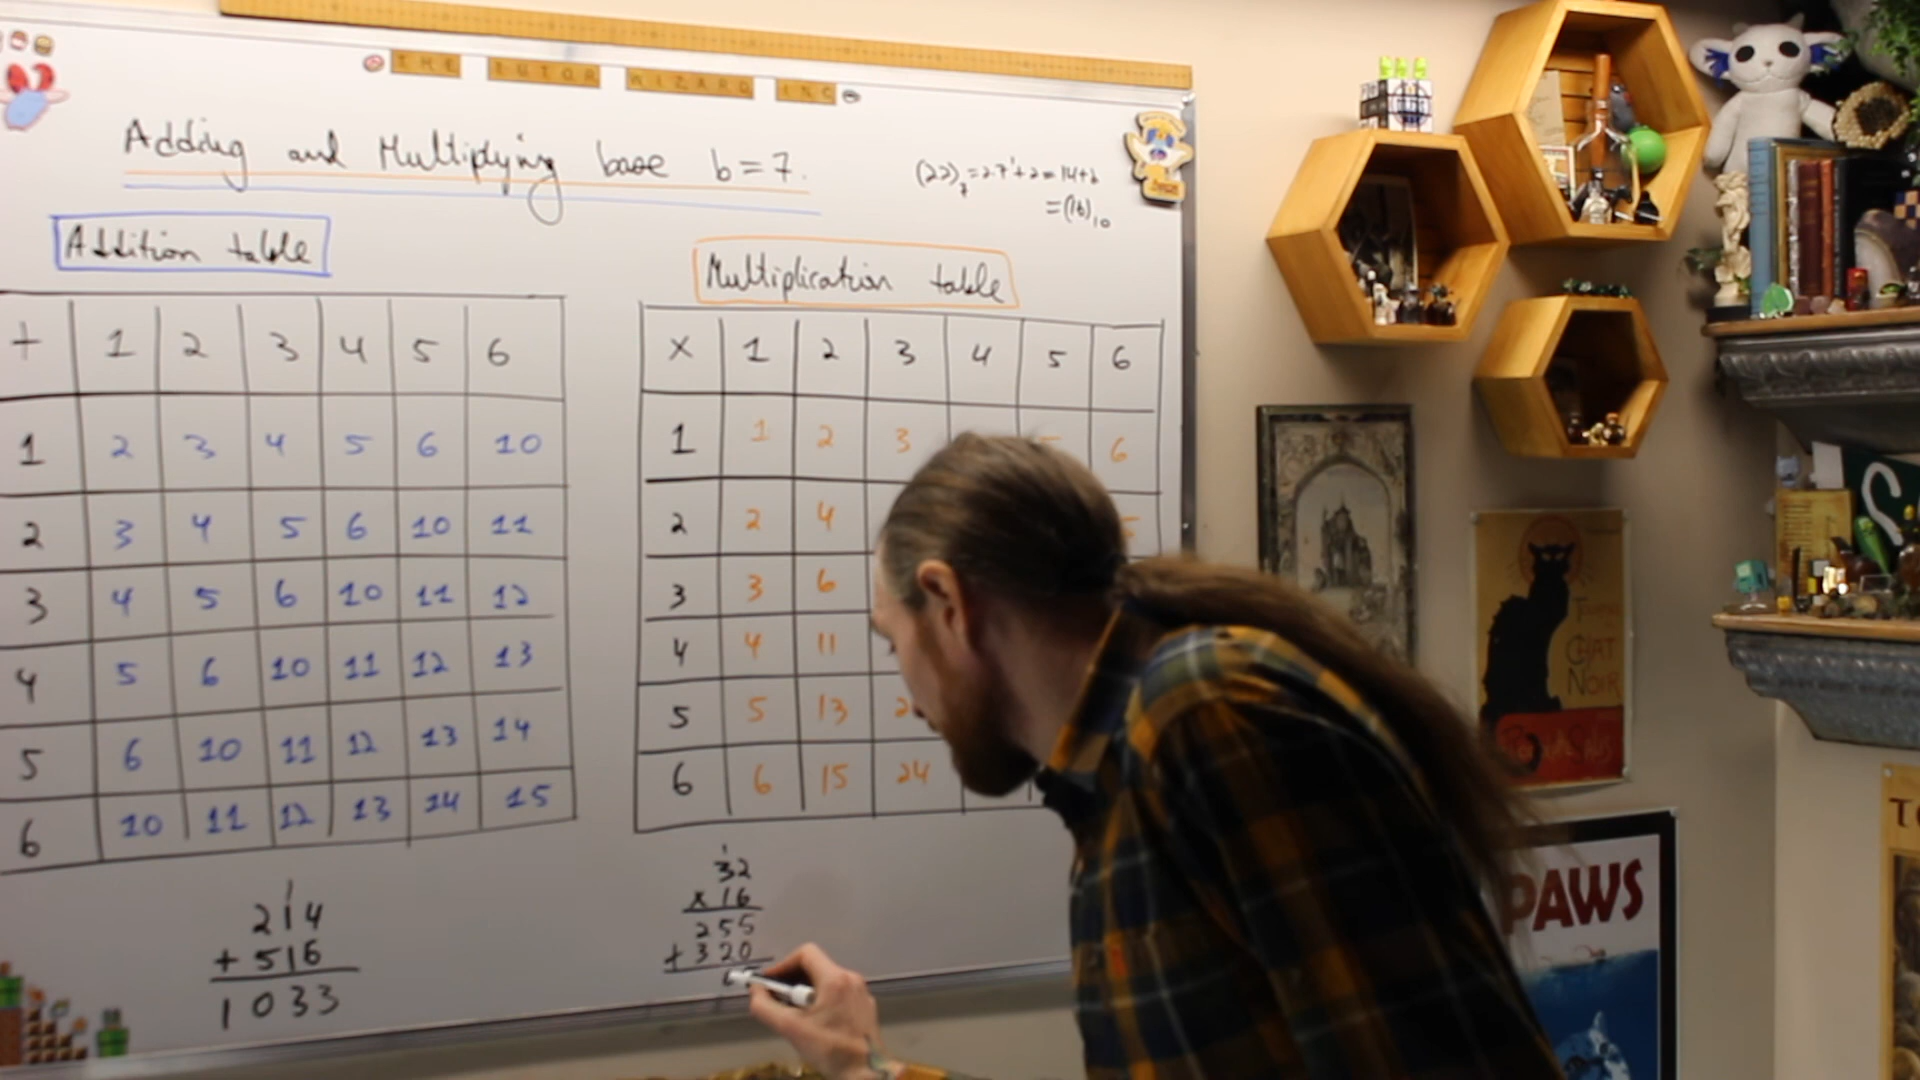 THE TUTOR WIZARD INC
Adding and Multiplying base b=7.
(22)₇=2·7¹+2=14+2
=(16)₁₀
Addition table
+ 1 2 3 4 5 6
1 2 3 4 5 6 10
2 3 4 5 6 10 11
3 4 5 6 10 11 12
4 5 6 10 11 12 13
5 6 10 11 12 13 14
6 10 11 12 13 14 15
1
214
+ 516
1033
Multiplication table
x 1 2 3 4 5 6
1 1 2 3 6
2 2 4
3 3 6
4 4 11
5 5 13
6 6 15 24
1
32
x 16
255
+ 320
CHAT
NOIR
PAWS